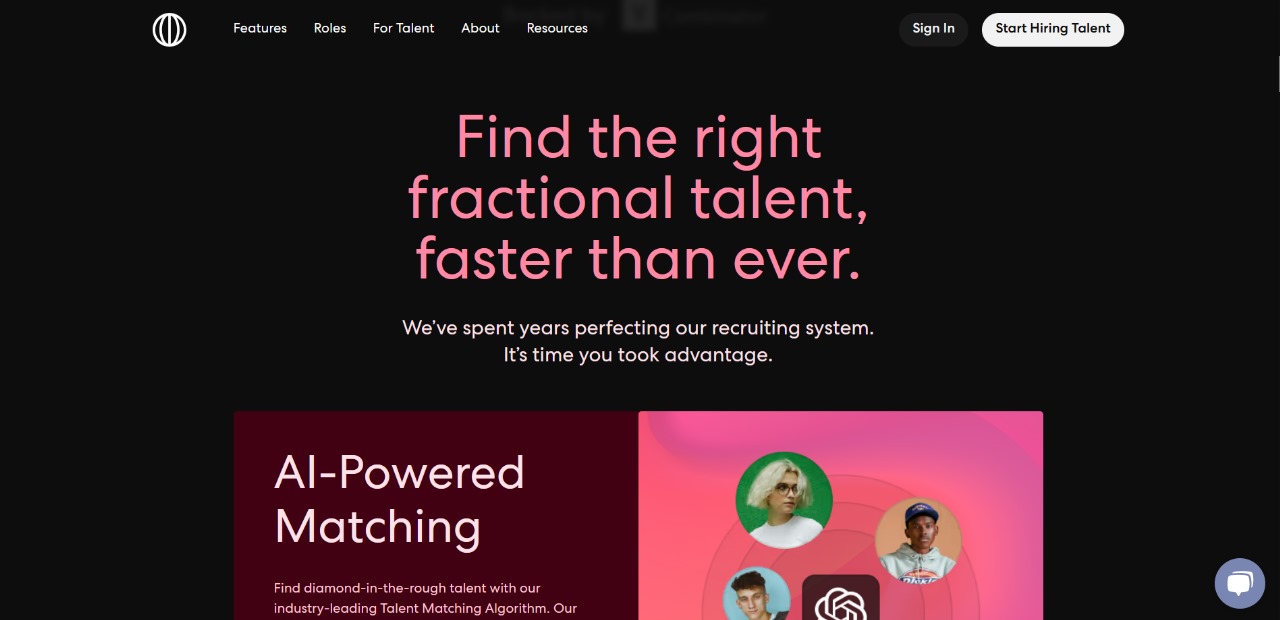 Features Roles For Talent About Resources Sign In Start Hiring Talent
Find the right
fractional talent,
faster than ever.
We've spent years perfecting our recruiting system.
It's time you took advantage.
AI-Powered
Matching
Find diamond-in-the-rough talent with our
industry-leading Talent Matching Algorithm. Our